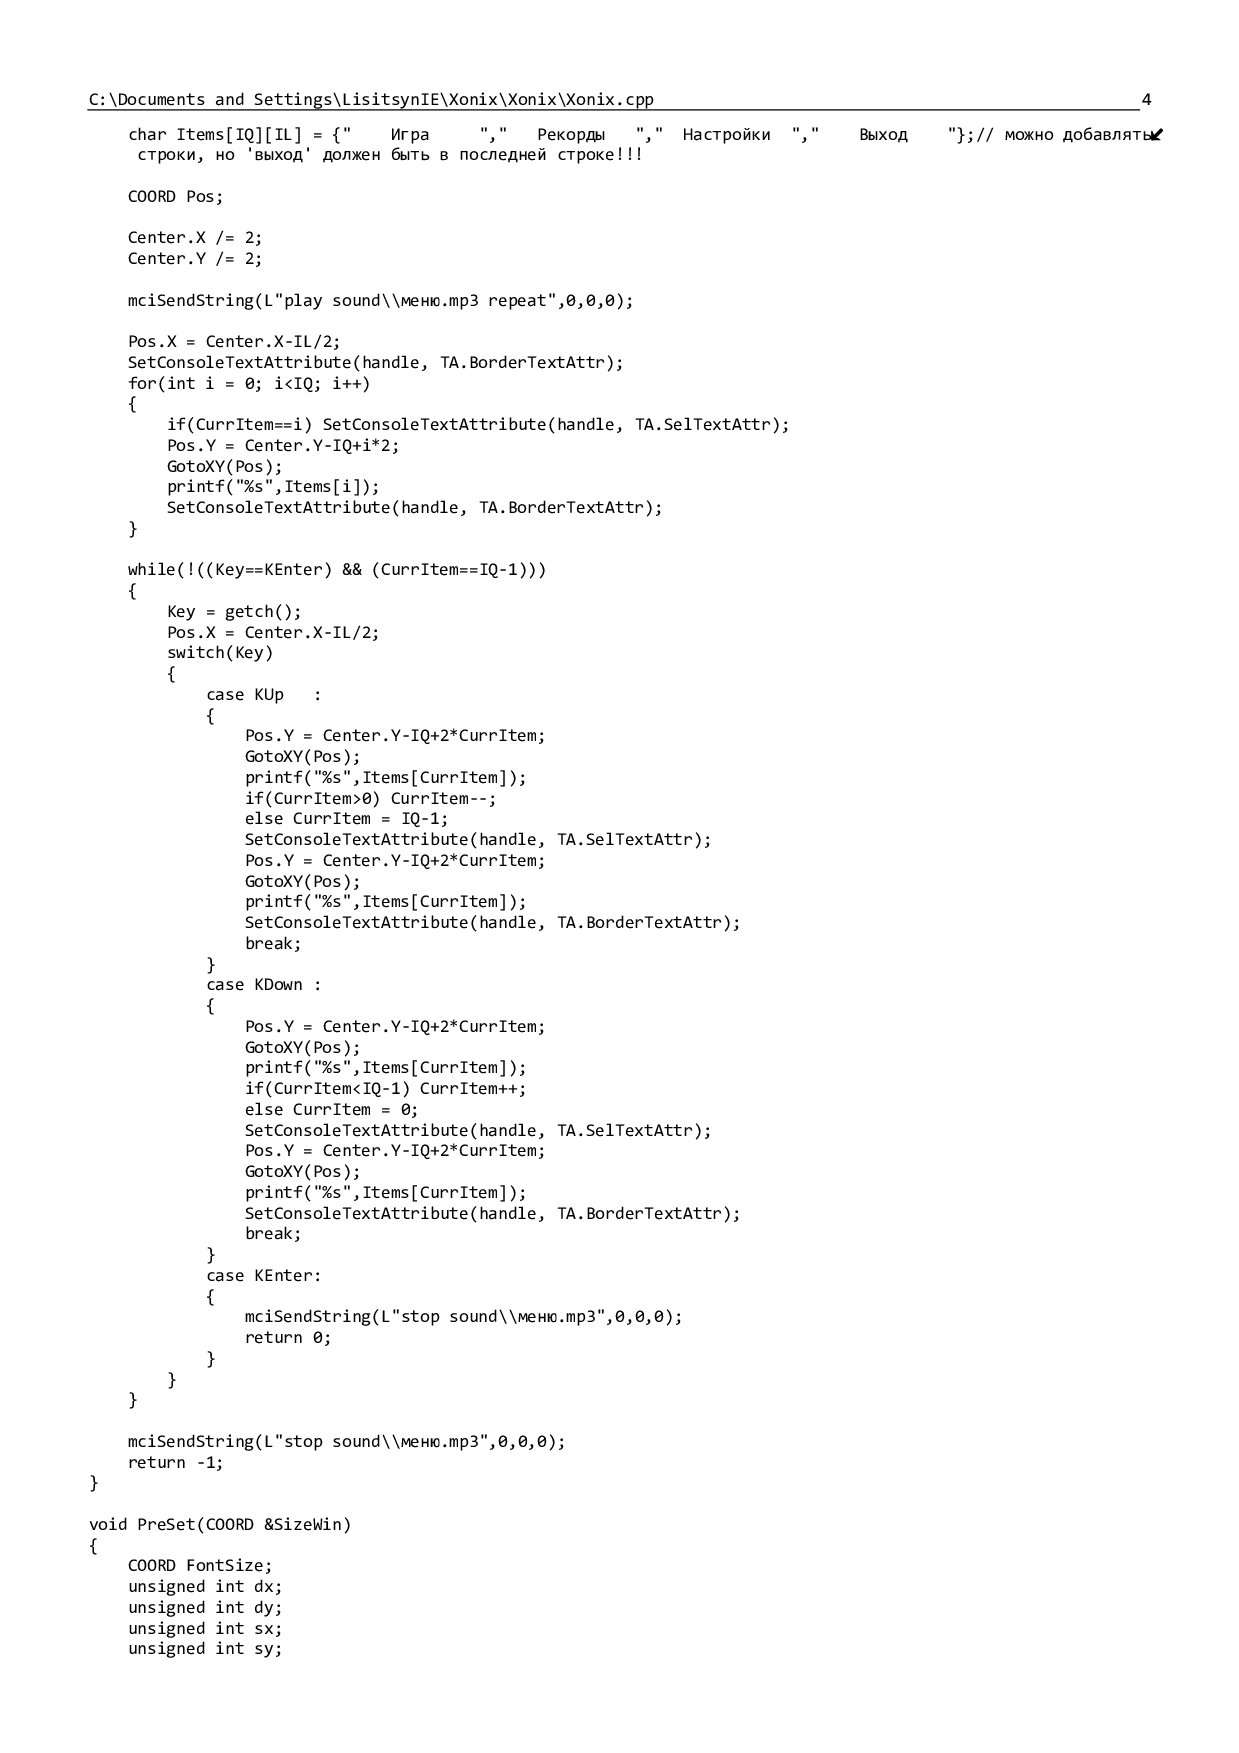 C:\Documents and Settings\LisitsynIE\Xonix\Xonix\Xonix.cpp 4
    char Items[IQ][IL] = {"    Игра     ","   Рекорды   ","  Настройки  ","    Выход    "};// можно добавлять
     строки, но 'выход' должен быть в последней строке!!!

    COORD Pos;

    Center.X /= 2;
    Center.Y /= 2;

    mciSendString(L"play sound\\меню.mp3 repeat",0,0,0);

    Pos.X = Center.X-IL/2;
    SetConsoleTextAttribute(handle, TA.BorderTextAttr);
    for(int i = 0; i<IQ; i++)
    {
        if(CurrItem==i) SetConsoleTextAttribute(handle, TA.SelTextAttr);
        Pos.Y = Center.Y-IQ+i*2;
        GotoXY(Pos);
        printf("%s",Items[i]);
        SetConsoleTextAttribute(handle, TA.BorderTextAttr);
    }

    while(!((Key==KEnter) && (CurrItem==IQ-1)))
    {
        Key = getch();
        Pos.X = Center.X-IL/2;
        switch(Key)
        {
            case KUp   :
            {
                Pos.Y = Center.Y-IQ+2*CurrItem;
                GotoXY(Pos);
                printf("%s",Items[CurrItem]);
                if(CurrItem>0) CurrItem--;
                else CurrItem = IQ-1;
                SetConsoleTextAttribute(handle, TA.SelTextAttr);
                Pos.Y = Center.Y-IQ+2*CurrItem;
                GotoXY(Pos);
                printf("%s",Items[CurrItem]);
                SetConsoleTextAttribute(handle, TA.BorderTextAttr);
                break;
            }
            case KDown :
            {
                Pos.Y = Center.Y-IQ+2*CurrItem;
                GotoXY(Pos);
                printf("%s",Items[CurrItem]);
                if(CurrItem<IQ-1) CurrItem++;
                else CurrItem = 0;
                SetConsoleTextAttribute(handle, TA.SelTextAttr);
                Pos.Y = Center.Y-IQ+2*CurrItem;
                GotoXY(Pos);
                printf("%s",Items[CurrItem]);
                SetConsoleTextAttribute(handle, TA.BorderTextAttr);
                break;
            }
            case KEnter:
            {
                mciSendString(L"stop sound\\меню.mp3",0,0,0);
                return 0;
            }
        }
    }

    mciSendString(L"stop sound\\меню.mp3",0,0,0);
    return -1;
}

void PreSet(COORD &SizeWin)
{
    COORD FontSize;
    unsigned int dx;
    unsigned int dy;
    unsigned int sx;
    unsigned int sy;